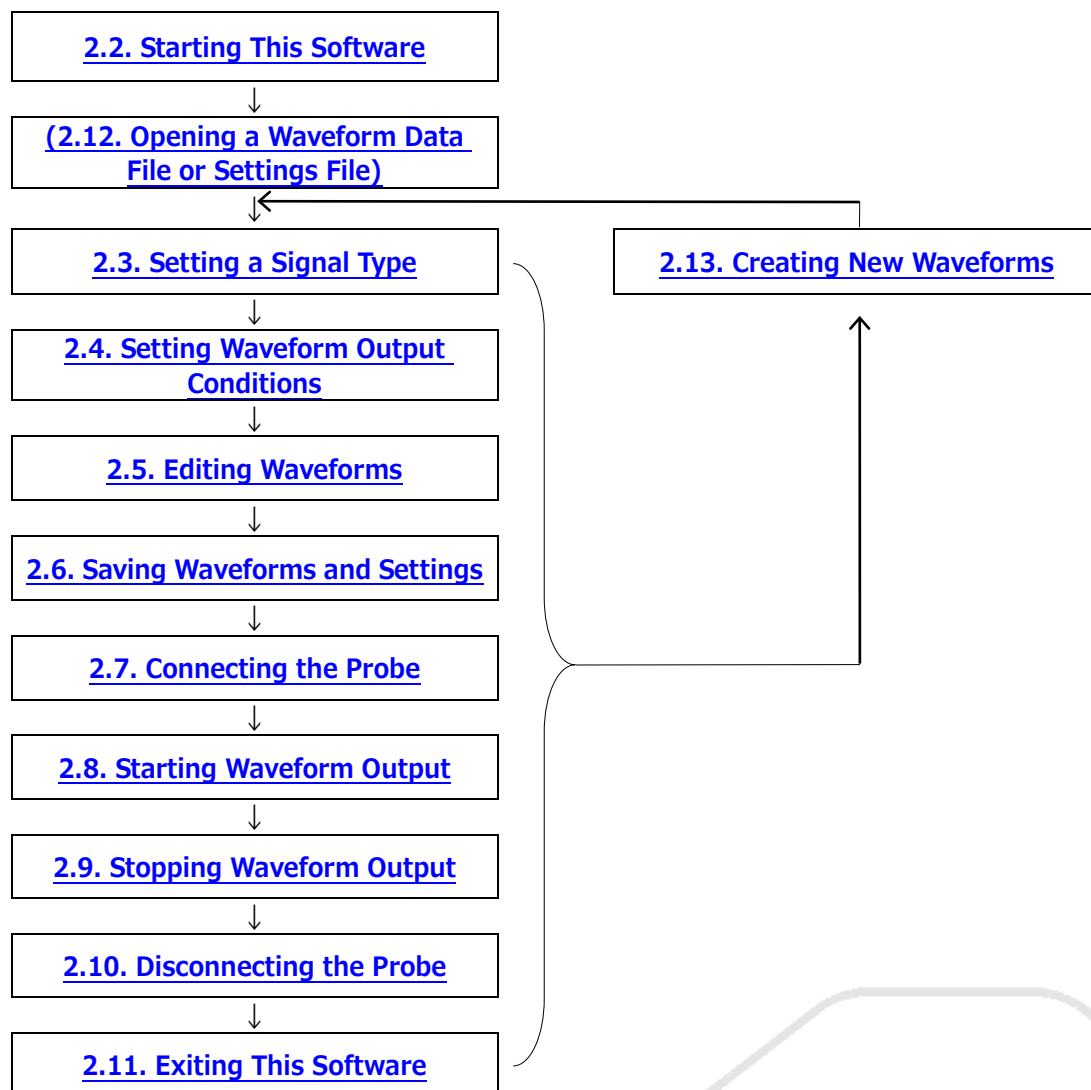 2.2. Starting This Software
(2.12. Opening a Waveform Data
File or Settings File)
2.3. Setting a Signal Type
2.13. Creating New Waveforms
2.4. Setting Waveform Output
Conditions
2.5. Editing Waveforms
2.6. Saving Waveforms and Settings
2.7. Connecting the Probe
2.8. Starting Waveform Output
2.9. Stopping Waveform Output
2.10. Disconnecting the Probe
2.11. Exiting This Software